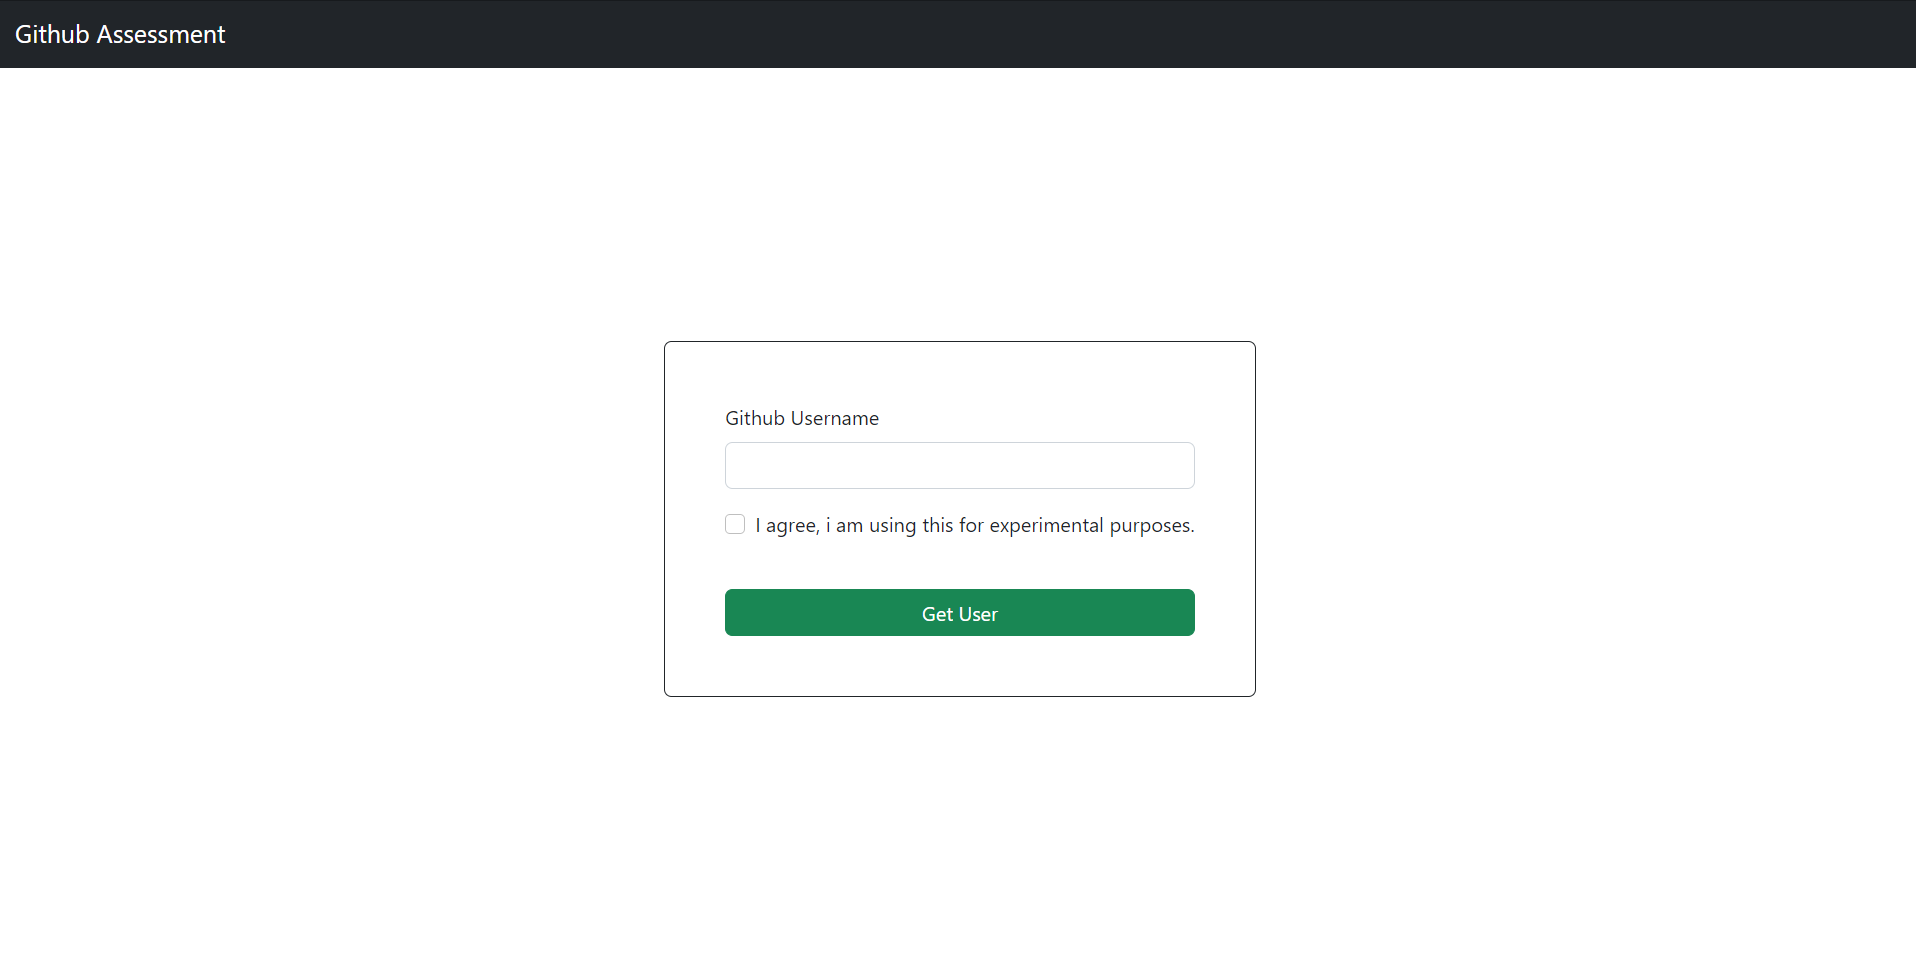 Github Assessment
Github Username
I agree, i am using this for experimental purposes.
Get User